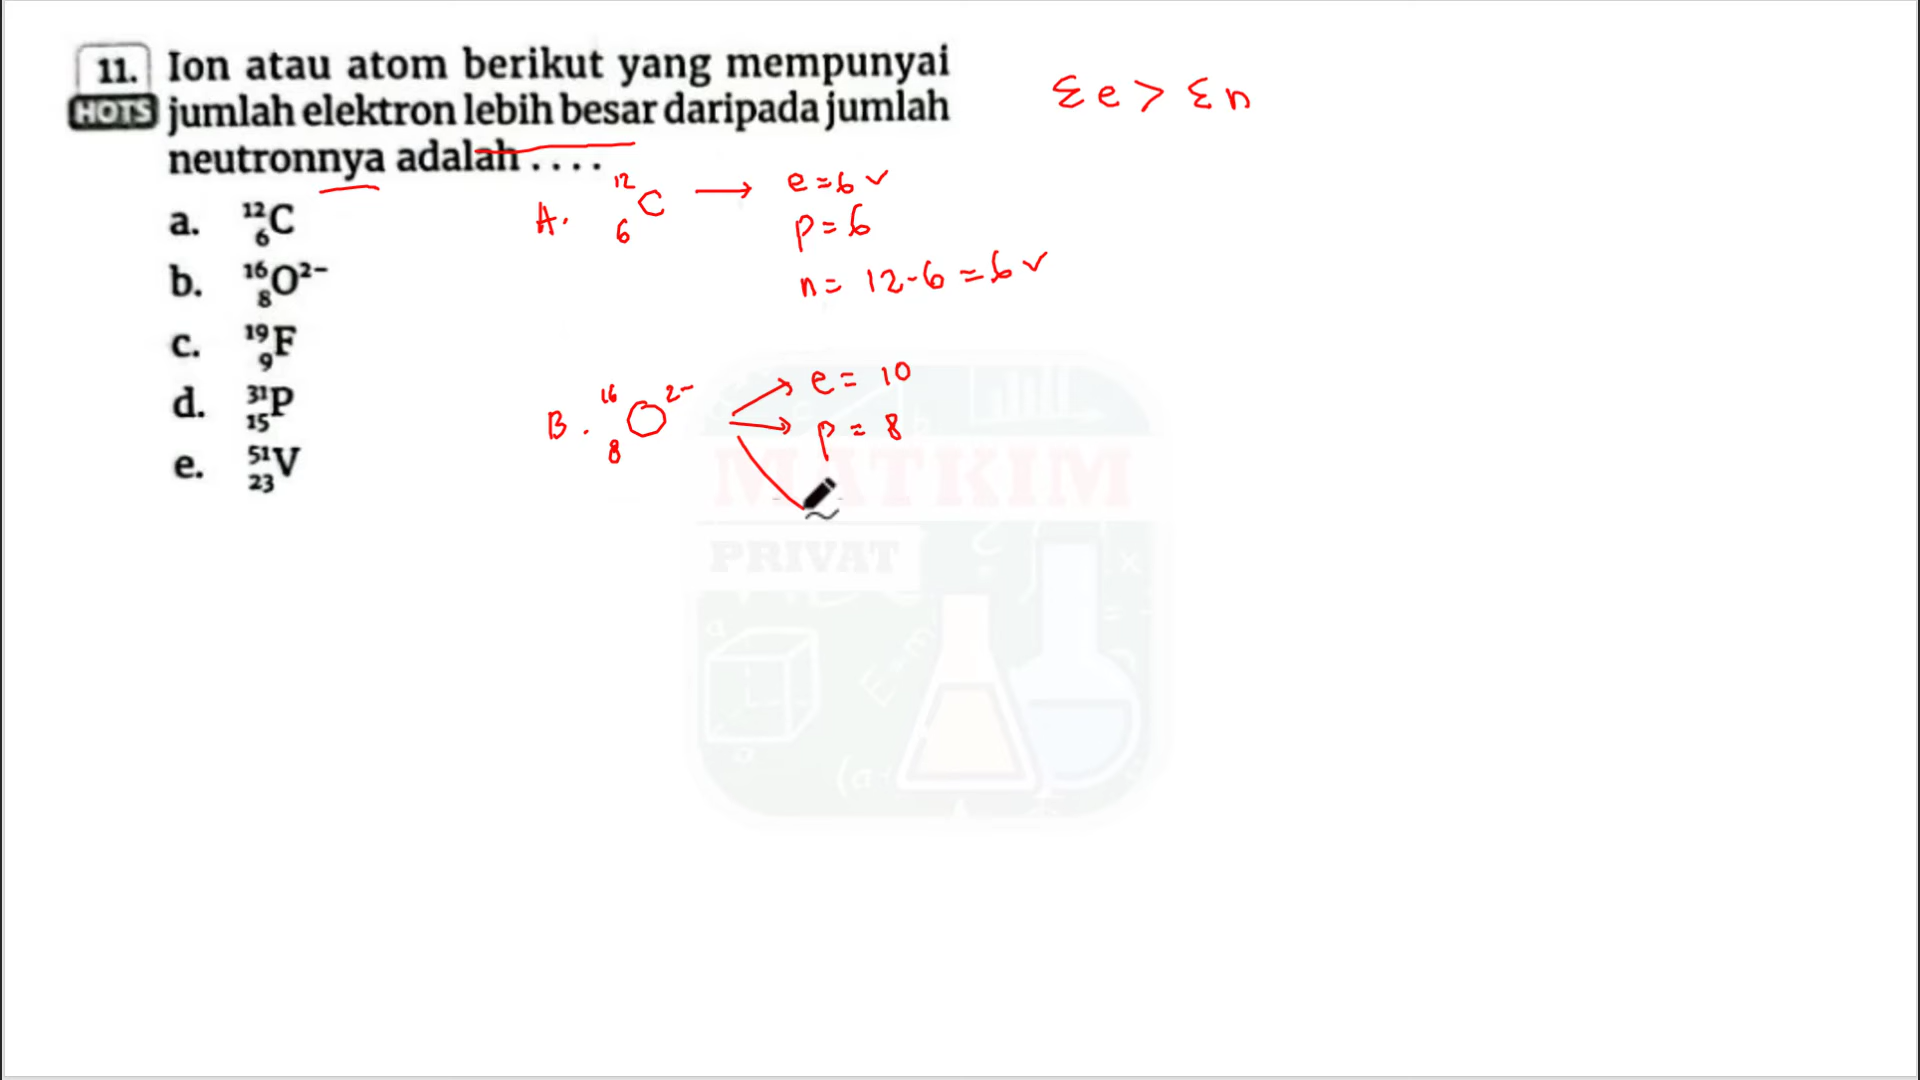 11. Ion atau atom berikut yang mempunyai
HOTS jumlah elektron lebih besar daripada jumlah
neutronnya adalah . . . .
a. ¹²₆C
b. ¹⁶₈O²⁻
c. ¹⁹₉F
d. ³¹₁₅P
e. ⁵¹₂₃V
Σe > Σn
A. ¹²₆C → e = 6 ✓
p = 6
n = 12 - 6 = 6 ✓
B. ¹⁶₈O²⁻ → e = 10
→ p = 8
MATKIM
PRIVAT